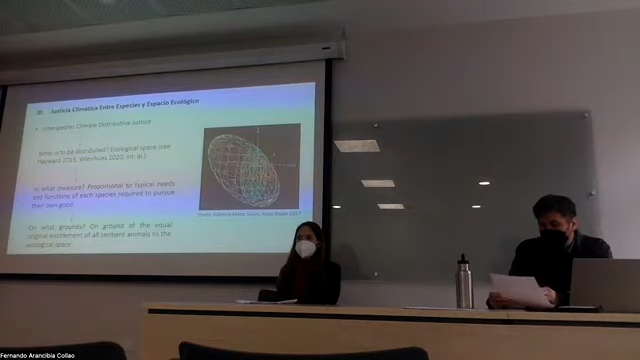 III. Justicia Climática Entre Especies y Espacio Ecológico
• Interspecies Climate Distributive Justice
What is to be distributed? Ecological space (see
Hayward 2013, Wienhues 2020, int. al.)
In what measure? Proportional to typical needs
and functions of each species required to pursue
their own good.
On what grounds? On ground of the equal
original entitlement of all sentient animals to the
ecological space.
Fernando Arancibia Collao